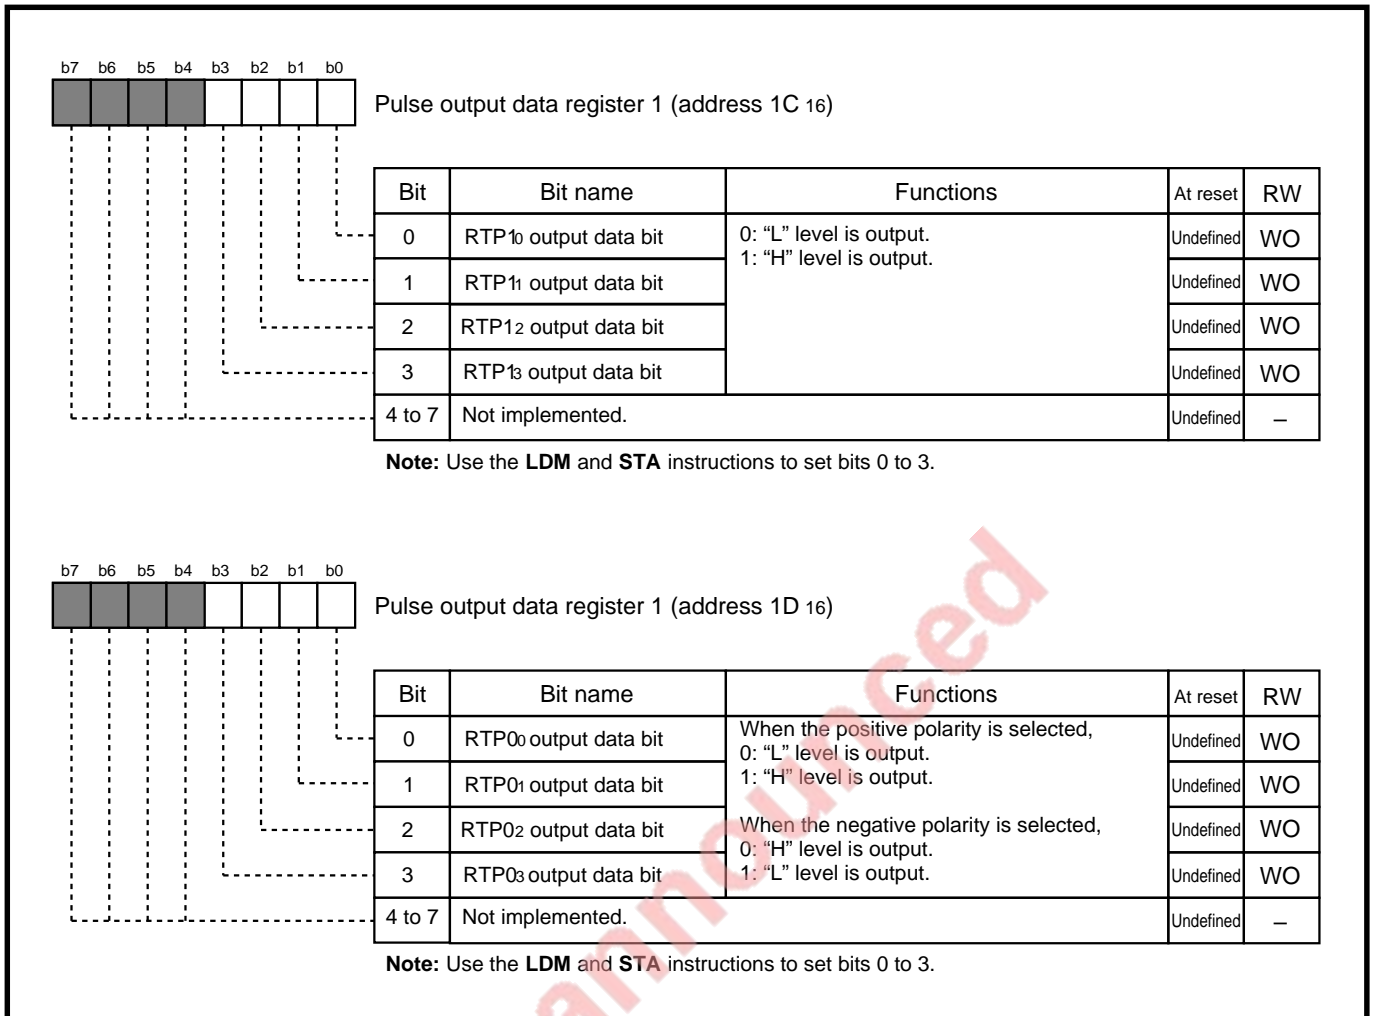 b7 b6 b5 b4 b3 b2 b1 b0
Pulse output data register 1 (address 1C 16)
Bit Bit name Functions At reset RW
0 RTP10 output data bit 0: “L” level is output. Undefined WO
1: “H” level is output.
1 RTP11 output data bit Undefined WO
2 RTP12 output data bit Undefined WO
3 RTP13 output data bit Undefined WO
4 to 7 Not implemented. Undefined –
Note: Use the LDM and STA instructions to set bits 0 to 3.
b7 b6 b5 b4 b3 b2 b1 b0
Pulse output data register 1 (address 1D 16)
Bit Bit name Functions At reset RW
When the positive polarity is selected,
0 RTP00 output data bit 0: “L” level is output. Undefined WO
1 RTP01 output data bit 1: “H” level is output. Undefined WO
2 RTP02 output data bit When the negative polarity is selected, Undefined WO
0: “H” level is output.
3 RTP03 output data bit 1: “L” level is output. Undefined WO
4 to 7 Not implemented. Undefined –
Note: Use the LDM and STA instructions to set bits 0 to 3.
announced